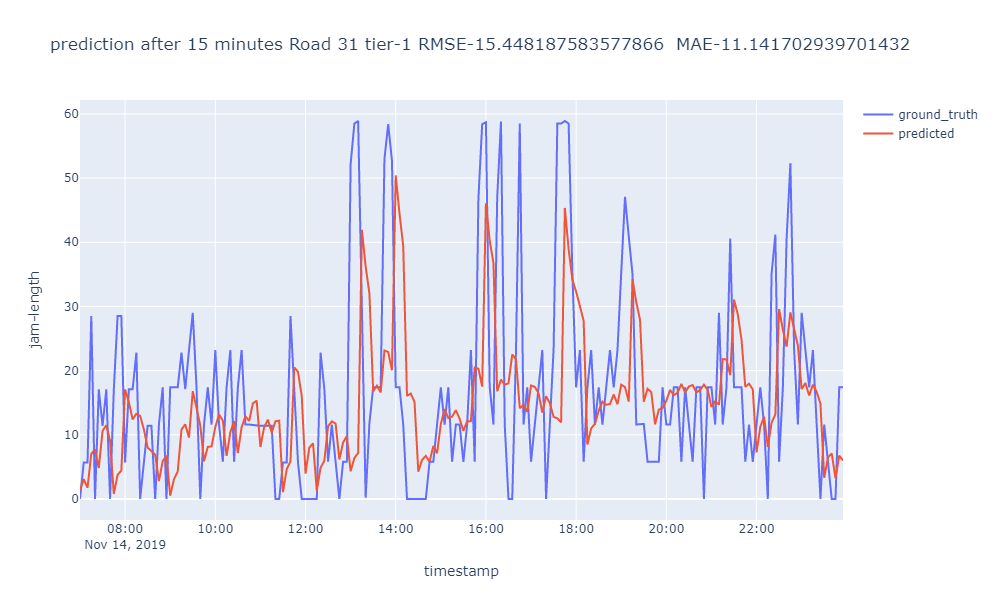 prediction after 15 minutes Road 31 tier-1 RMSE-15.448187583577866  MAE-11.141702939701432
ground_truth
predicted
60
50
40
30
20
10
0
jam-length
08:00 10:00 12:00 14:00 16:00 18:00 20:00 22:00
Nov 14, 2019
timestamp